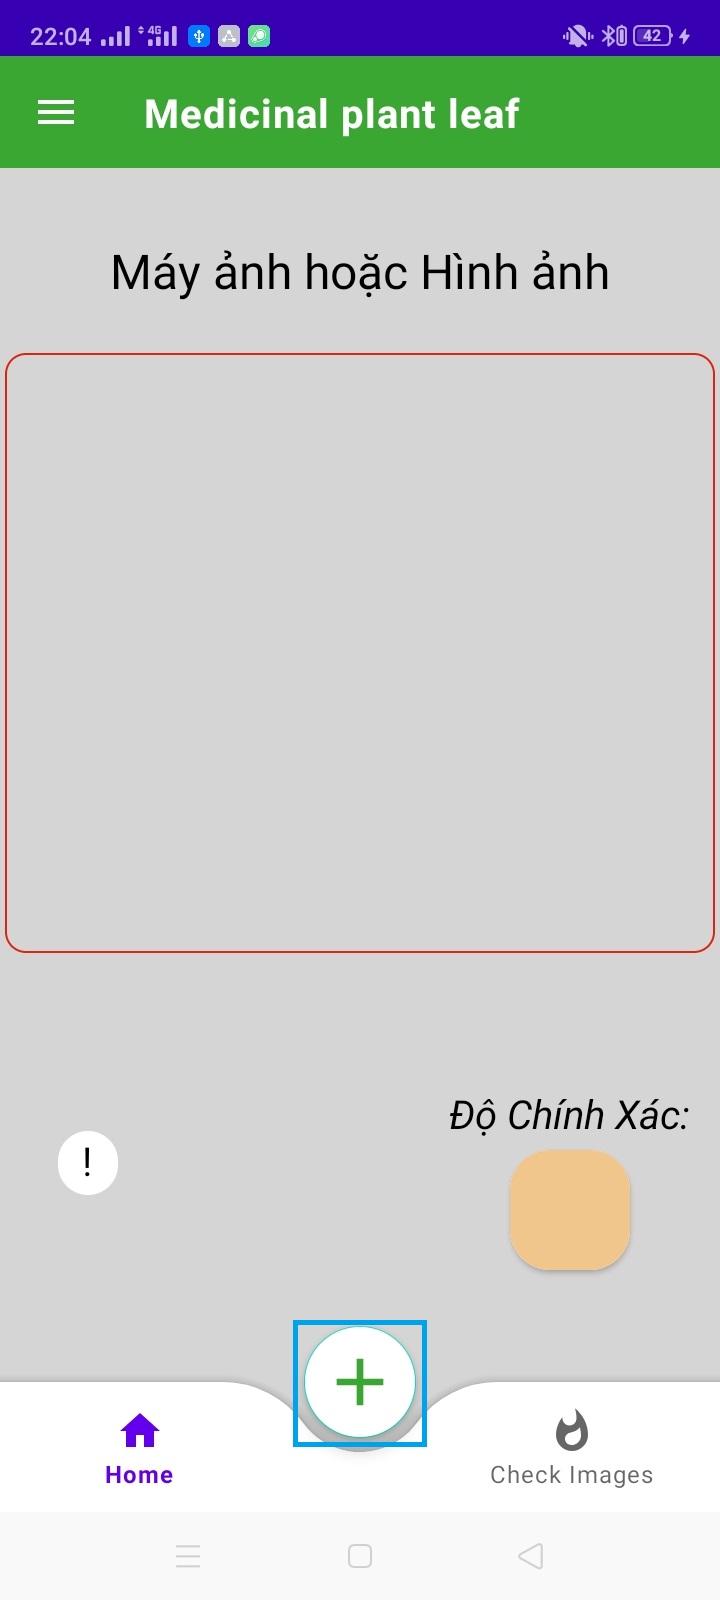 22:04 4G 42
Medicinal plant leaf
Máy ảnh hoặc Hình ảnh
Độ Chính Xác:
!
Home
Check Images